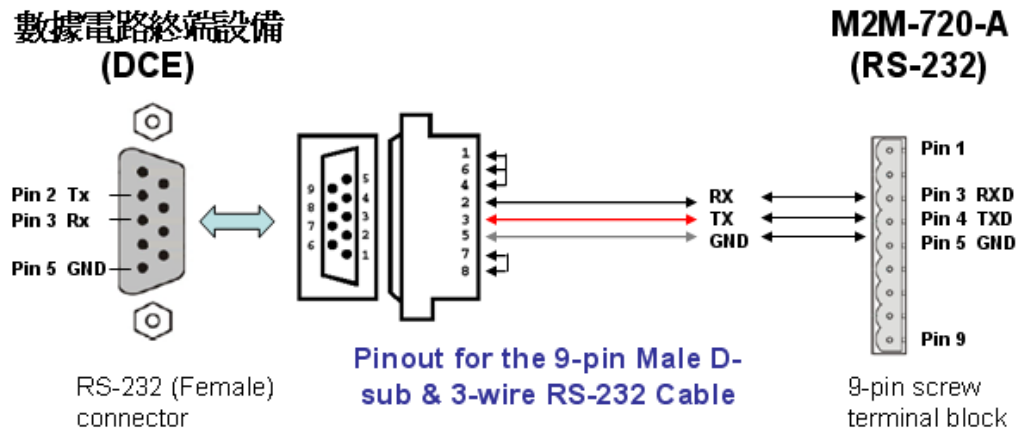 數據電路終端設備
(DCE)
M2M-720-A
(RS-232)
Pin 2 Tx
Pin 3 Rx
Pin 5 GND
9
8
7
6
5
4
3
2
1
1
6
4
2
3
5
7
8
RX
TX
GND
Pin 1
Pin 3 RXD
Pin 4 TXD
Pin 5 GND
Pin 9
RS-232 (Female)
connector
Pinout for the 9-pin Male D-
sub & 3-wire RS-232 Cable
9-pin screw
terminal block